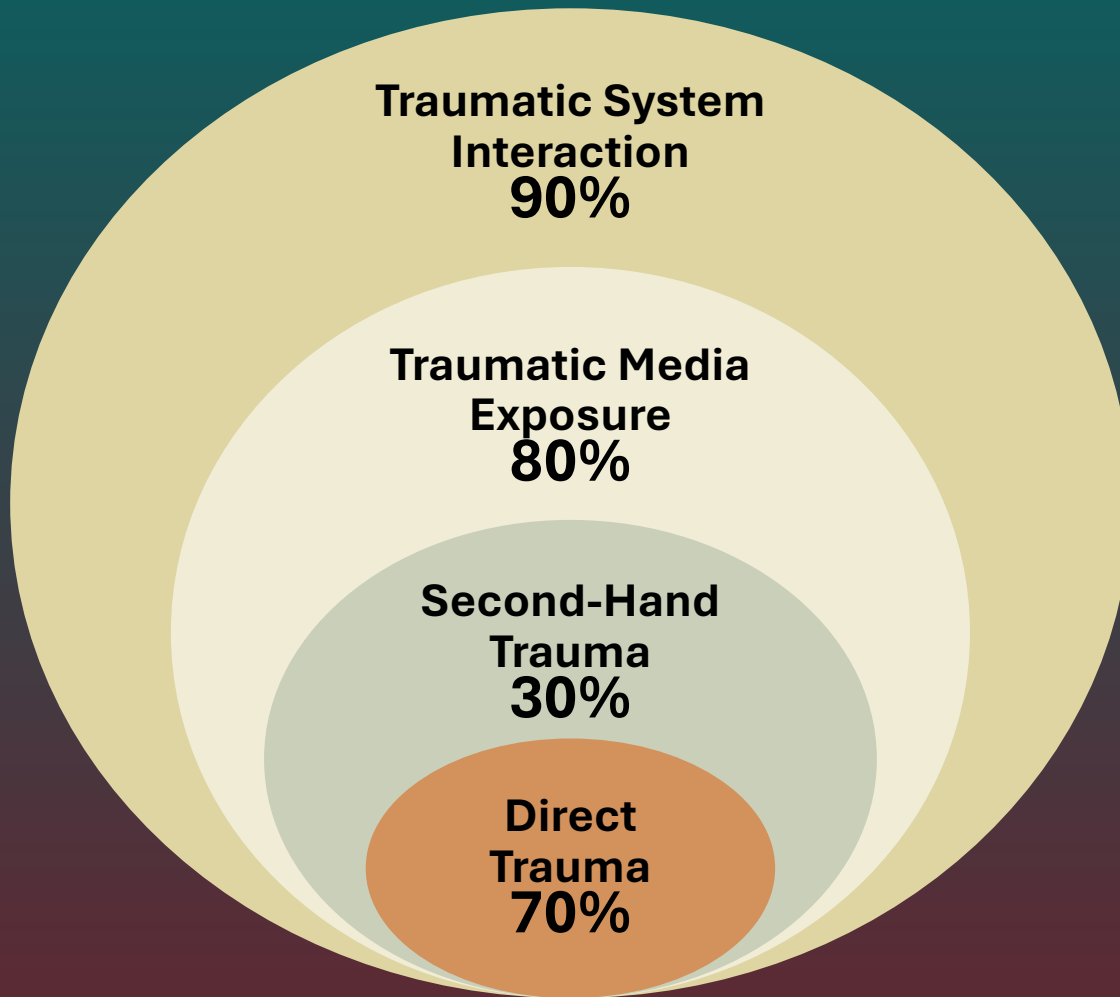 Traumatic System
Interaction
90%
Traumatic Media
Exposure
80%
Second-Hand
Trauma
30%
Direct
Trauma
70%